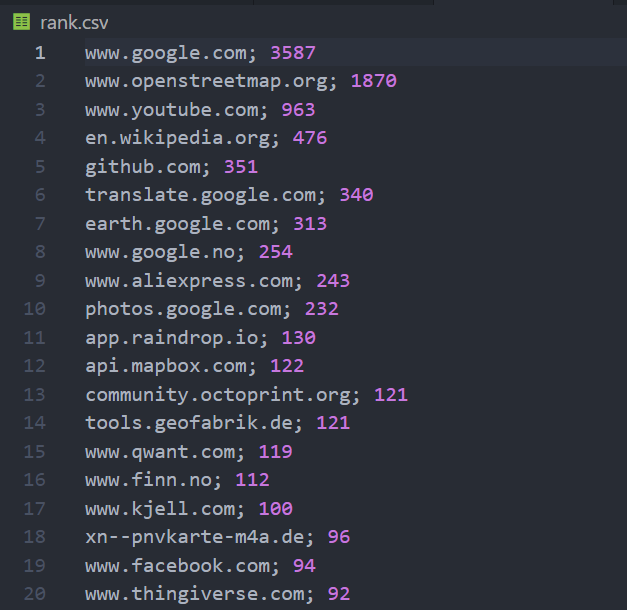 rank.csv
1 www.google.com; 3587
2 www.openstreetmap.org; 1870
3 www.youtube.com; 963
4 en.wikipedia.org; 476
5 github.com; 351
6 translate.google.com; 340
7 earth.google.com; 313
8 www.google.no; 254
9 www.aliexpress.com; 243
10 photos.google.com; 232
11 app.raindrop.io; 130
12 api.mapbox.com; 122
13 community.octoprint.org; 121
14 tools.geofabrik.de; 121
15 www.qwant.com; 119
16 www.finn.no; 112
17 www.kjell.com; 100
18 xn--pnvkarte-m4a.de; 96
19 www.facebook.com; 94
20 www.thingiverse.com; 92